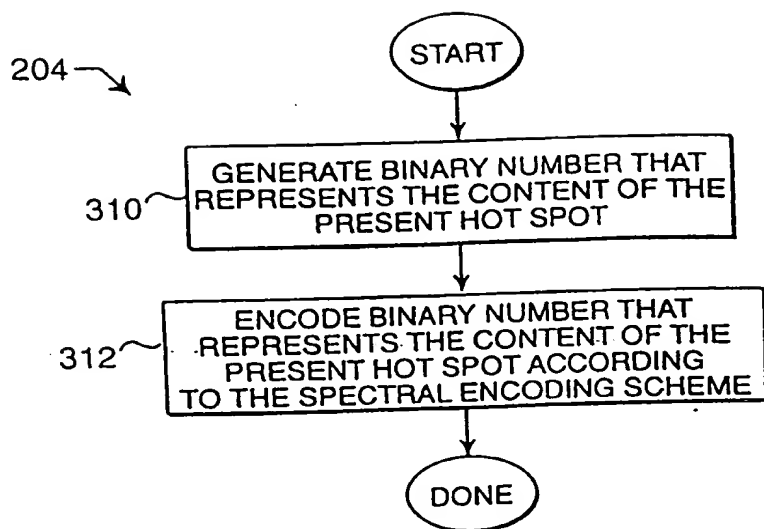 START
204
GENERATE BINARY NUMBER THAT
REPRESENTS THE CONTENT OF THE
PRESENT HOT SPOT
310
ENCODE BINARY NUMBER THAT
REPRESENTS THE CONTENT OF THE
PRESENT HOT SPOT ACCORDING
TO THE SPECTRAL ENCODING SCHEME
312
DONE